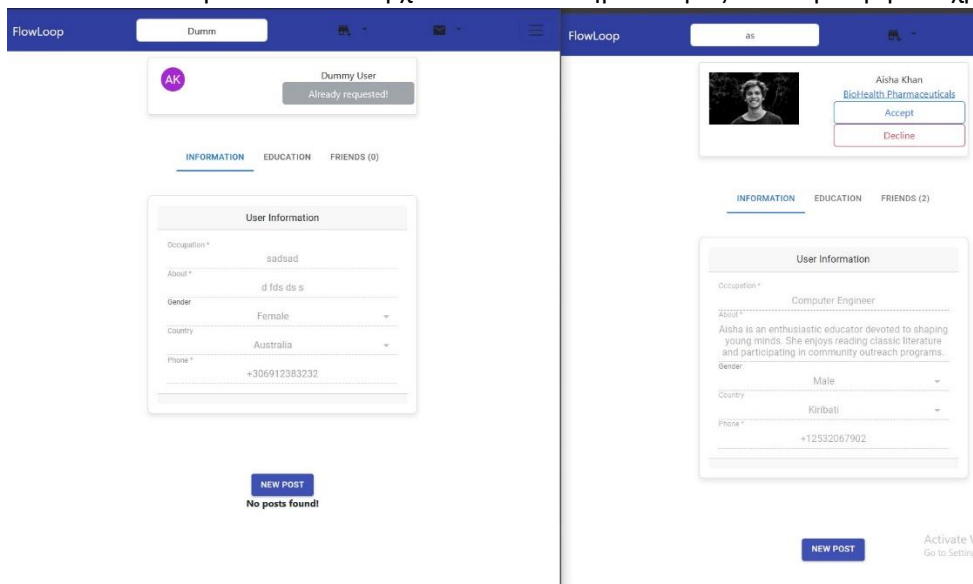 FlowLoop
Dumm
AK
Dummy User
Already requested!
INFORMATION EDUCATION FRIENDS (0)
User Information
Occupation *
sadsad
About *
d fds ds s
Gender
Female
Country
Australia
Phone *
+306912383232
NEW POST
No posts found!
FlowLoop
as
Aisha Khan
BioHealth Pharmaceuticals
Accept
Decline
INFORMATION EDUCATION FRIENDS (2)
User Information
Occupation *
Computer Engineer
About *
Aisha is an enthusiastic educator devoted to shaping
young minds. She enjoys reading classic literature
and participating in community outreach programs.
Gender
Male
Country
Kiribati
Phone *
+12532067902
NEW POST
Activate
Go to Setting